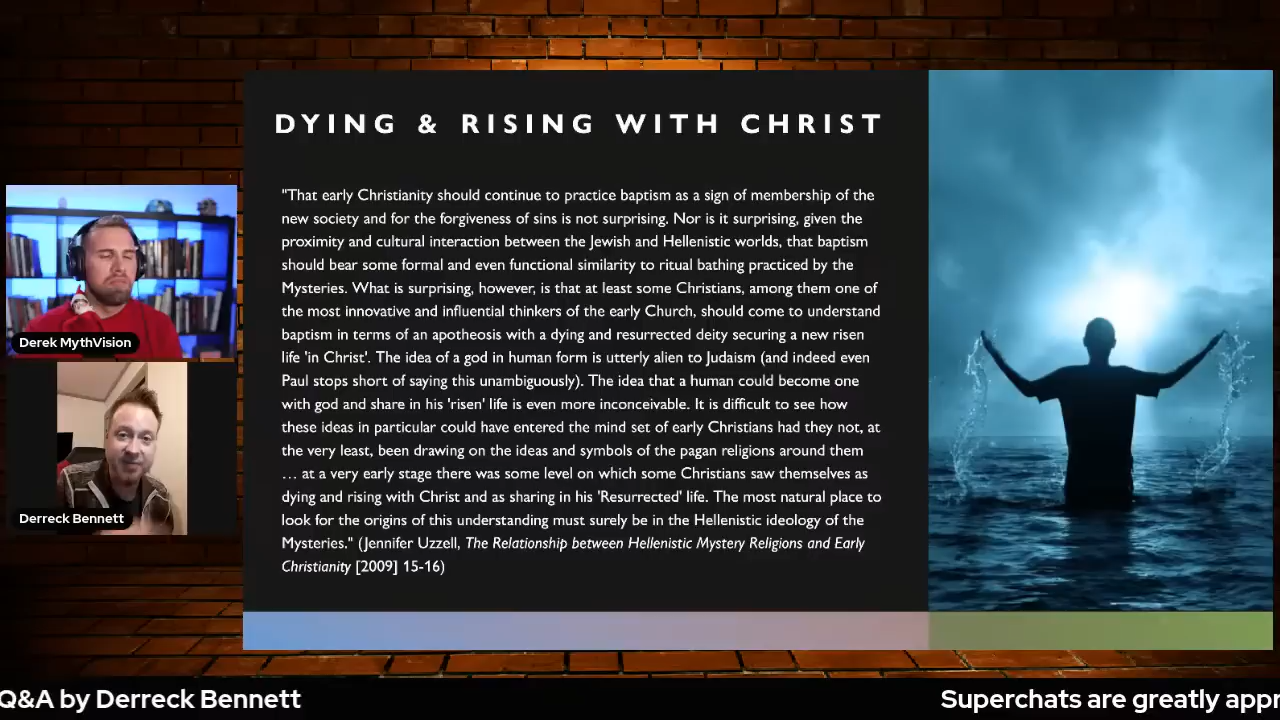 DYING & RISING WITH CHRIST
"That early Christianity should continue to practice baptism as a sign of membership of the
new society and for the forgiveness of sins is not surprising. Nor is it surprising, given the
proximity and cultural interaction between the Jewish and Hellenistic worlds, that baptism
should bear some formal and even functional similarity to ritual bathing practiced by the
Mysteries. What is surprising, however, is that at least some Christians, among them one of
the most innovative and influential thinkers of the early Church, should come to understand
baptism in terms of an apotheosis with a dying and resurrected deity securing a new risen
life 'in Christ'. The idea of a god in human form is utterly alien to Judaism (and indeed even
Paul stops short of saying this unambiguously). The idea that a human could become one
with god and share in his 'risen' life is even more inconceivable. It is difficult to see how
these ideas in particular could have entered the mind set of early Christians had they not, at
the very least, been drawing on the ideas and symbols of the pagan religions around them
… at a very early stage there was some level on which some Christians saw themselves as
dying and rising with Christ and as sharing in his 'Resurrected' life. The most natural place to
look for the origins of this understanding must surely be in the Hellenistic ideology of the
Mysteries." (Jennifer Uzzell, The Relationship between Hellenistic Mystery Religions and Early
Christianity [2009] 15-16)
Derek MythVision
Derreck Bennett
Q&A by Derreck Bennett
Superchats are greatly appr